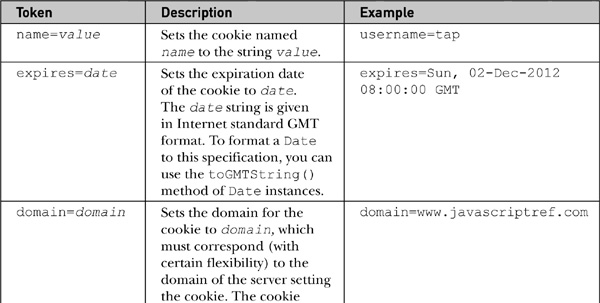 Token Description Example
name=value Sets the cookie named username=tap
name to the string value.
expires=date Sets the expiration date expires=Sun, 02-Dec-2012
of the cookie to date. 08:00:00 GMT
The date string is given
in Internet standard GMT
format. To format a Date
to this specification, you can
use the toGMTString()
method of Date instances.
domain=domain Sets the domain for the domain=www.javascriptref.com
cookie to domain, which
must correspond (with
certain flexibility) to the
domain of the server setting
the cookie. The cookie